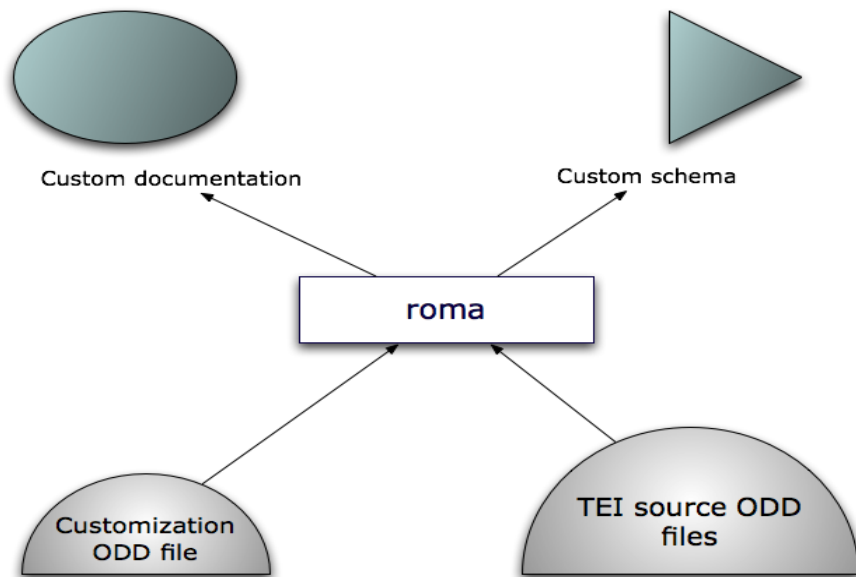 Custom documentation
Custom schema
roma
Customization
ODD file
TEI source ODD
files